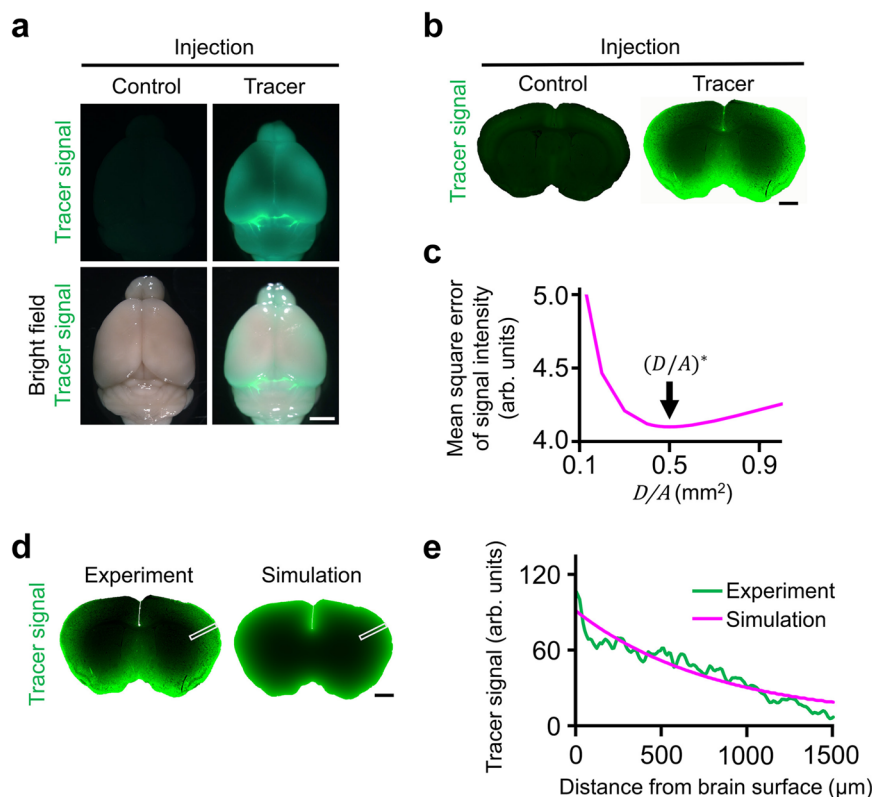 a
Injection
Control Tracer
Tracer signal
Bright field
Tracer signal
b
Injection
Control Tracer
Tracer signal
c
Mean square error
of signal intensity
(arb. units)
5.0
4.5
4.0
(D/A)*
0.1 0.5 0.9
D/A (mm²)
d
Experiment Simulation
Tracer signal
e
Tracer signal (arb. units)
120
60
0
Experiment
Simulation
0 500 1000 1500
Distance from brain surface (μm)